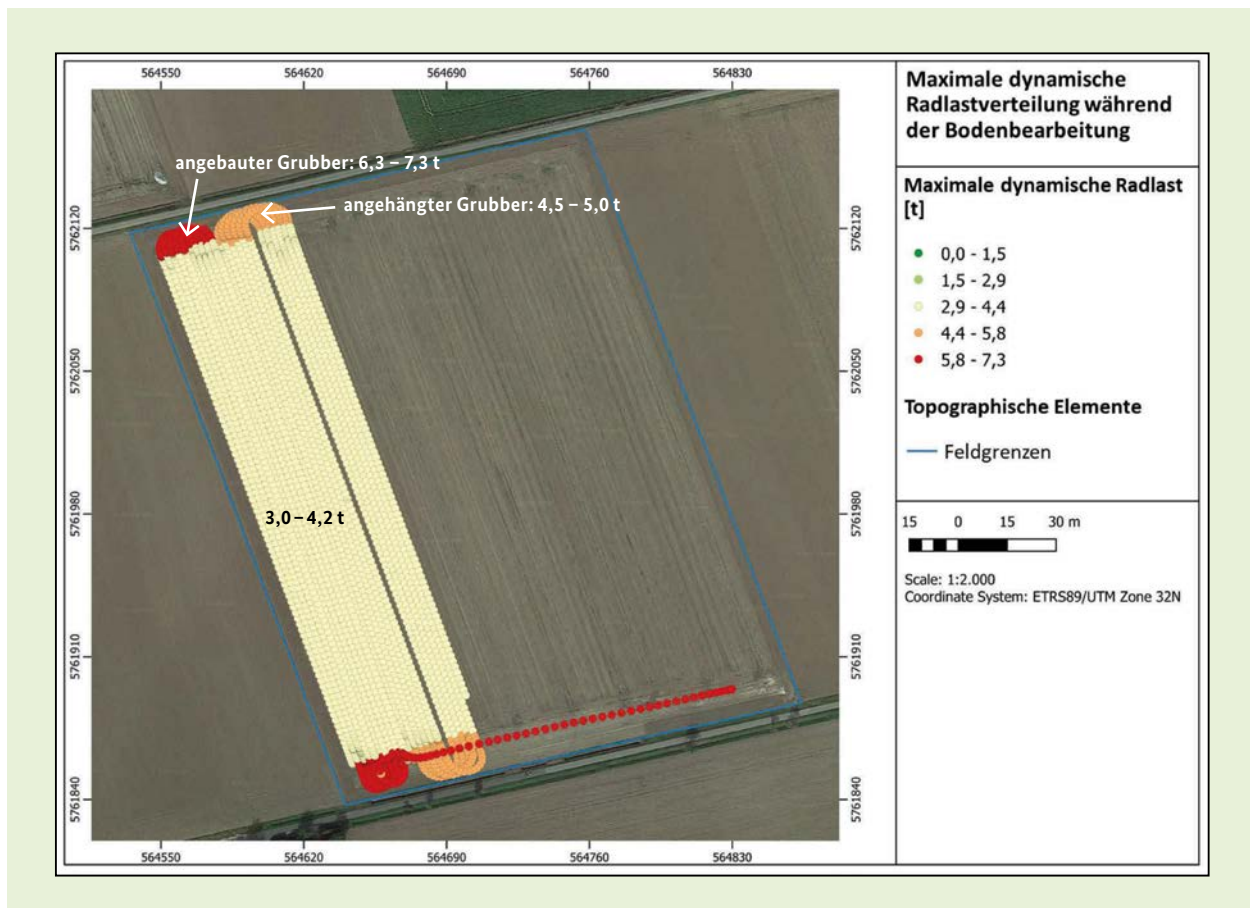 564550 564620 564690 564760 564830
angebauter Grubber: 6,3 – 7,3 t
angehängter Grubber: 4,5 – 5,0 t
5762120 5762120
5762050 5762050
3,0 – 4,2 t
5761980 5761980
5761910 5761910
5761840 5761840
564550 564620 564690 564760 564830
Maximale dynamische
Radlastverteilung während
der Bodenbearbeitung
Maximale dynamische Radlast
[t]
0,0 - 1,5
1,5 - 2,9
2,9 - 4,4
4,4 - 5,8
5,8 - 7,3
Topographische Elemente
Feldgrenzen
15 0 15 30 m
Scale: 1:2.000
Coordinate System: ETRS89/UTM Zone 32N